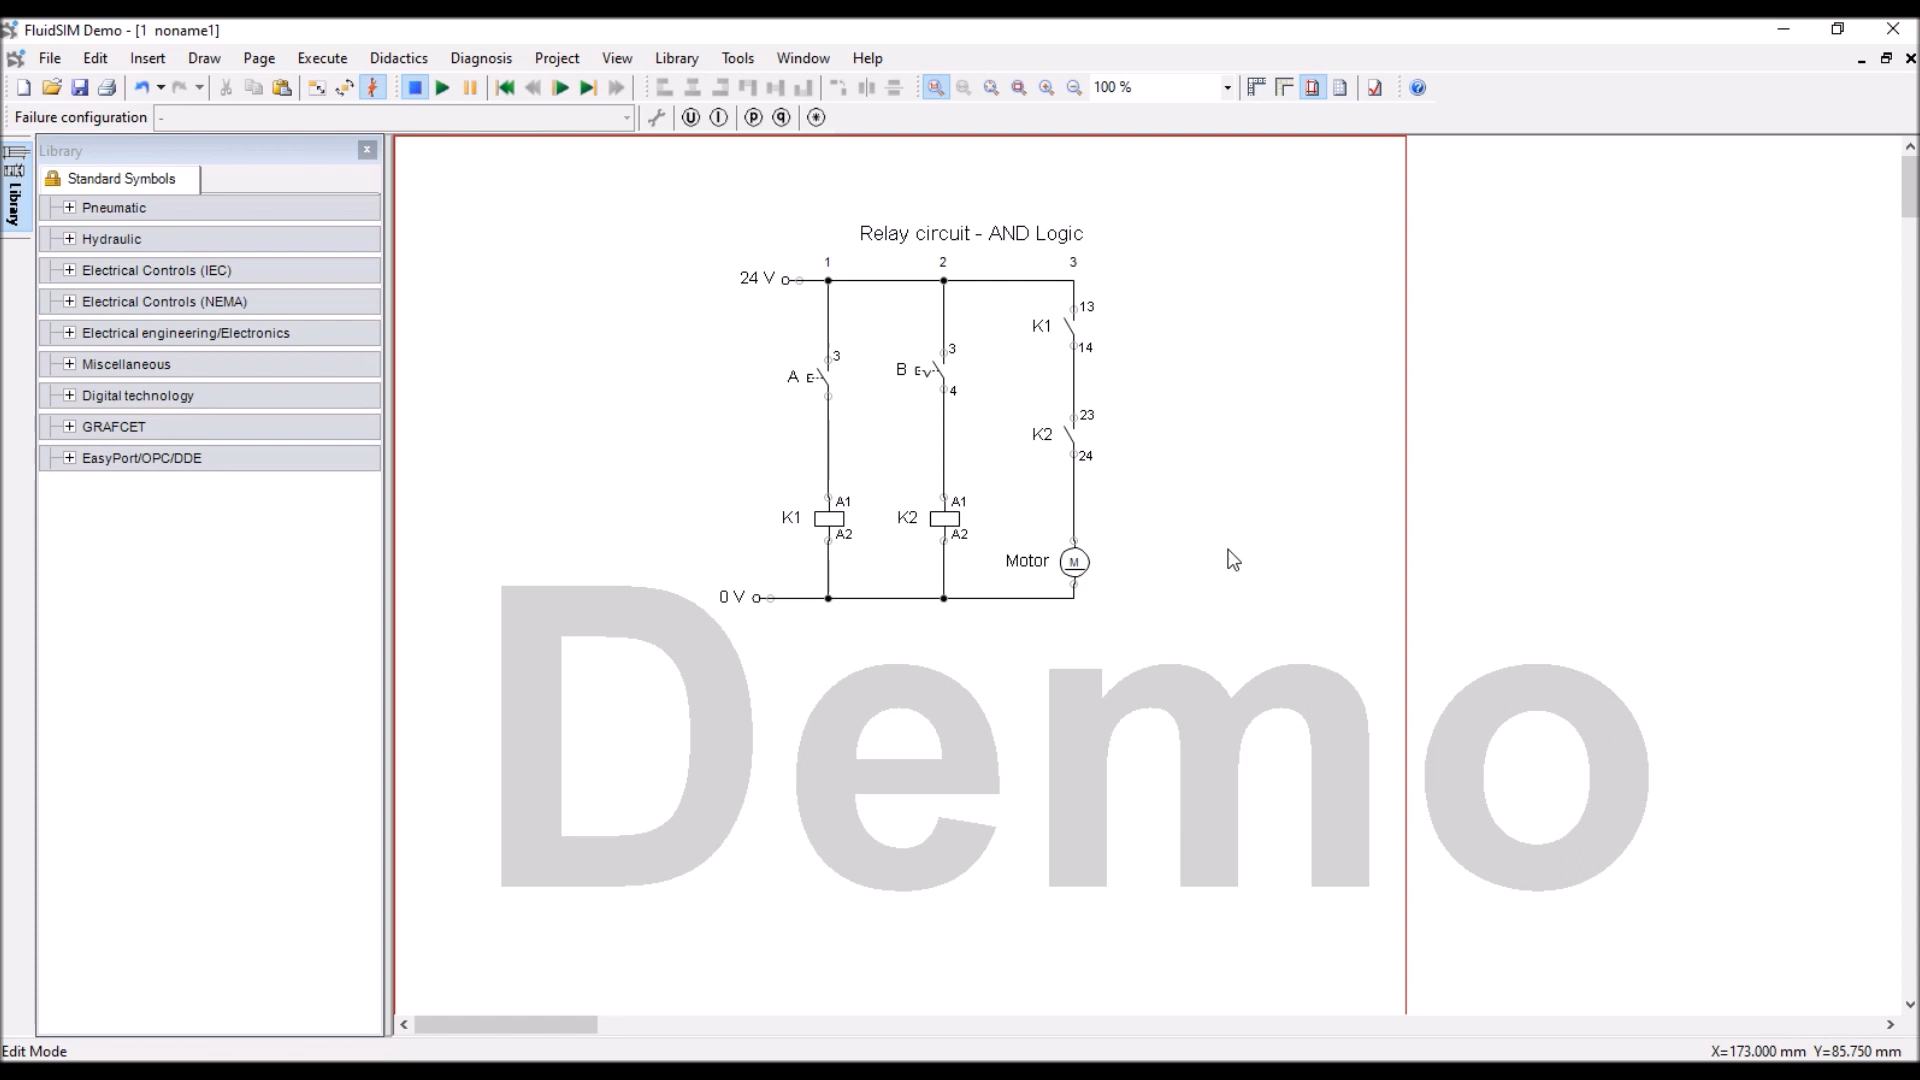 FluidSIM Demo - [1 noname1]
File Edit Insert Draw Page Execute Didactics Diagnosis Project View Library Tools Window Help
100 %
Failure configuration -
U I p q *
Library
Library
Standard Symbols
Pneumatic
Hydraulic
Electrical Controls (IEC)
Electrical Controls (NEMA)
Electrical engineering/Electronics
Miscellaneous
Digital technology
GRAFCET
EasyPort/OPC/DDE
Relay circuit - AND Logic
1 2 3
24 V
13
K1
14
3 3
A B
4
23
K2
24
A1 A1
K1 K2
A2 A2
Motor M
0 V
Demo
Edit Mode
X=173.000 mm Y=85.750 mm